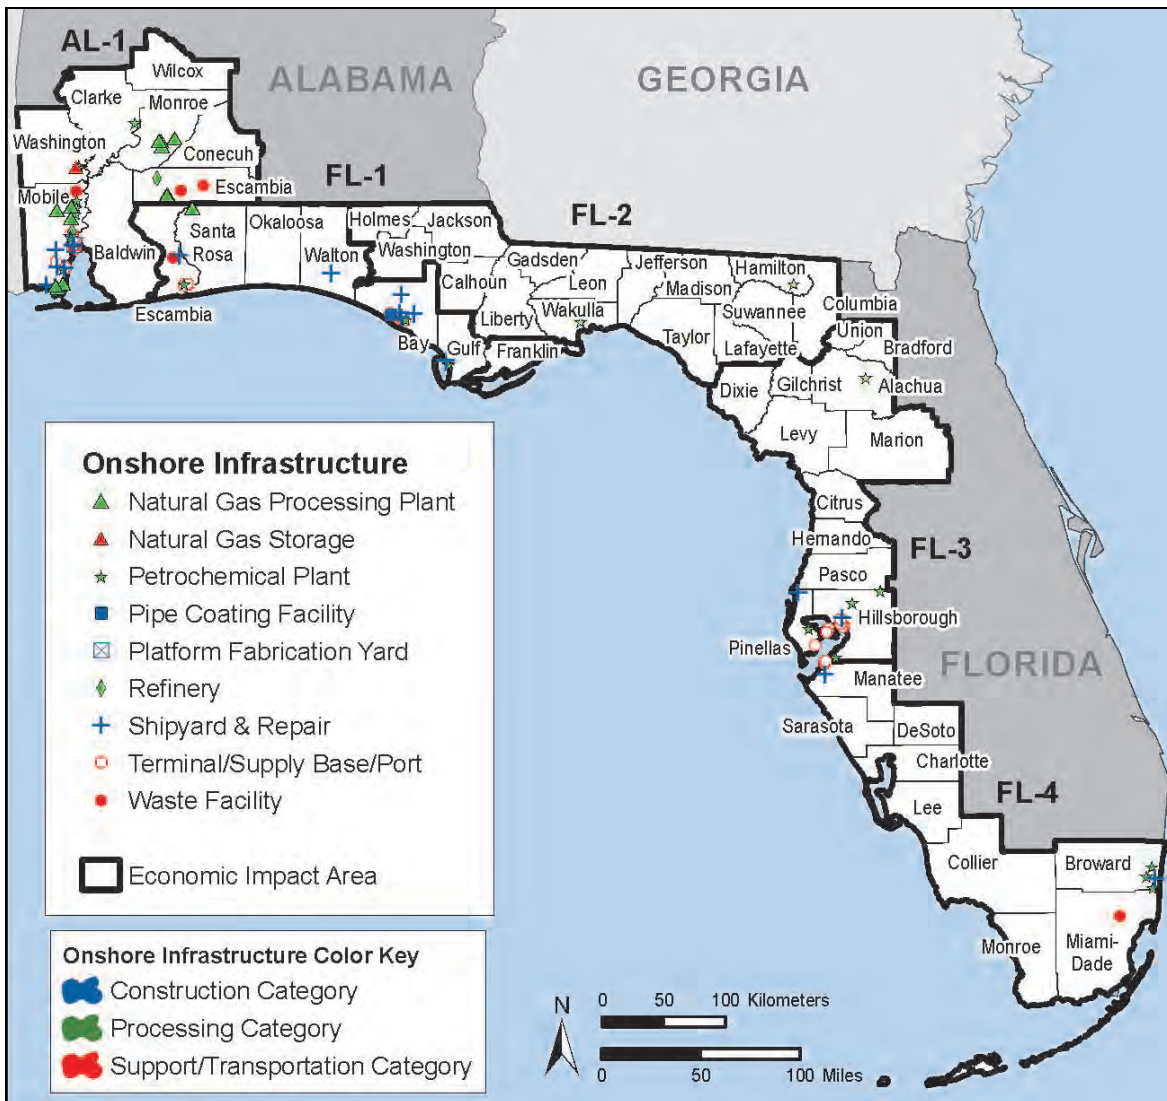 AL-1
Wilcox
ALABAMA
GEORGIA
Clarke
Monroe
Washington
Conecuh
Mobile
Escambia
FL-1
FL-2
Baldwin
Santa
Rosa
Okaloosa
Walton
Holmes
Jackson
Washington
Escambia
Calhoun
Gadsden
Leon
Liberty
Wakulla
Jefferson
Madison
Hamilton
Suwannee
Columbia
Union
Bradford
Taylor
Lafayette
Bay
Gulf
Franklin
Dixie
Gilchrist
Alachua
Levy
Marion
Citrus
Hernando
FL-3
Pasco
Hillsborough
Pinellas
FLORIDA
Manatee
Sarasota
DeSoto
Charlotte
FL-4
Lee
Collier
Broward
Monroe
Miami-
Dade
Onshore Infrastructure
Natural Gas Processing Plant
Natural Gas Storage
Petrochemical Plant
Pipe Coating Facility
Platform Fabrication Yard
Refinery
Shipyard & Repair
Terminal/Supply Base/Port
Waste Facility
Economic Impact Area
Onshore Infrastructure Color Key
Construction Category
Processing Category
Support/Transportation Category
N
0 50 100 Kilometers
0 50 100 Miles